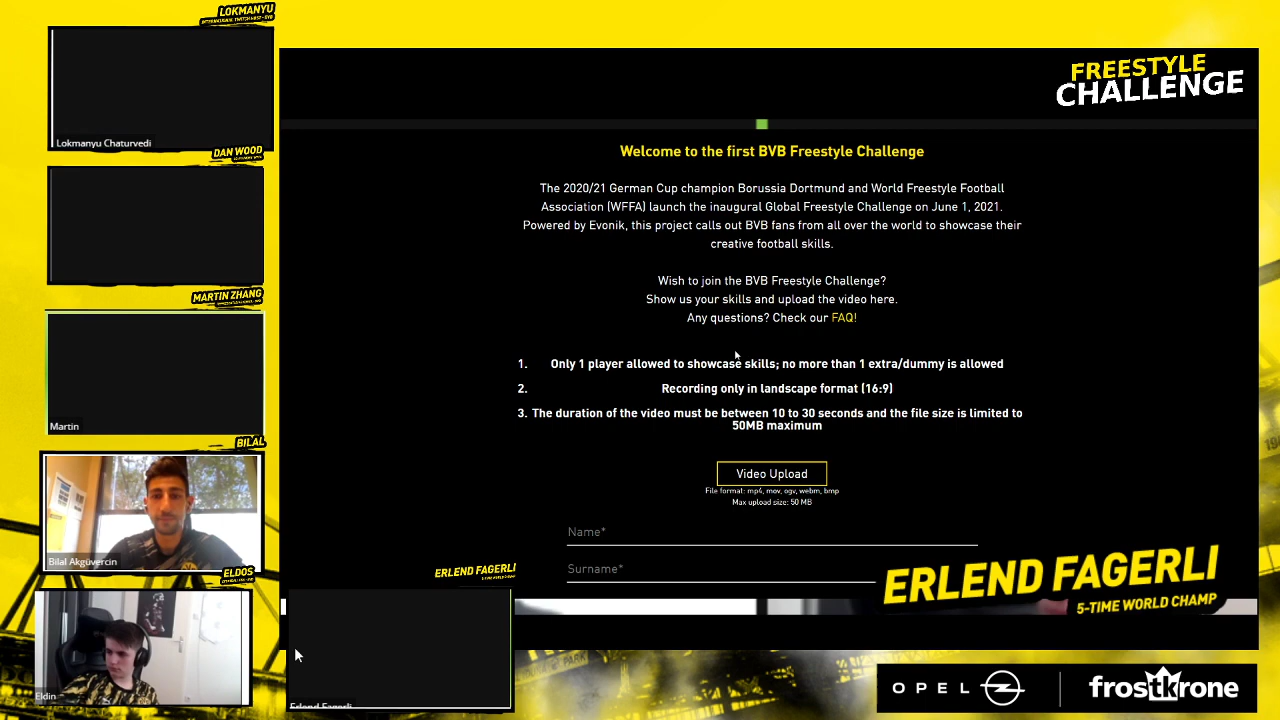 LOKMANYU
Lokmanyu Chaturvedi
DAN WOOD
MARTIN ZHANG
Martin
BILAL
Bilal Akgüvercin
ELDOS
Eldin
FREESTYLE
CHALLENGE
Welcome to the first BVB Freestyle Challenge
The 2020/21 German Cup champion Borussia Dortmund and World Freestyle Football
Association (WFFA) launch the inaugural Global Freestyle Challenge on June 1, 2021.
Powered by Evonik, this project calls out BVB fans from all over the world to showcase their
creative football skills.
Wish to join the BVB Freestyle Challenge?
Show us your skills and upload the video here.
Any questions? Check our FAQ!
1. Only 1 player allowed to showcase skills; no more than 1 extra/dummy is allowed
2. Recording only in landscape format (16:9)
3. The duration of the video must be between 10 to 30 seconds and the file size is limited to
50MB maximum
Video Upload
File format: mp4, mov, ogv, webm, bmp
Max upload size: 50 MB
Name*
Surname*
ERLEND FAGERLI
5-TIME WORLD CHAMP
Erlend Fagerli
ERLEND FAGERLI
5-TIME WORLD CHAMP
OPEL
frostkrone